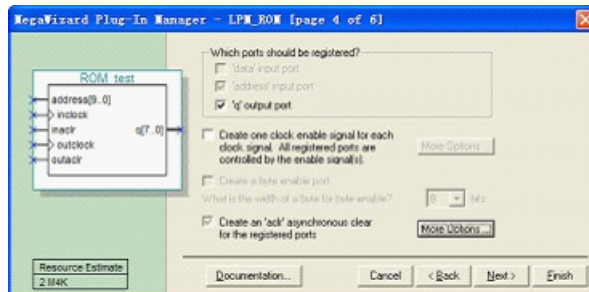 MegaWizard Plug-In Manager - LPM_ROM [page 4 of 6]
ROM test
address[9..0]
inclock
inaclr
q[7..0]
outclock
outaclr
Which ports should be registered?
'data' input port
'address' input port
'q' output port
Create one clock enable signal for each
clock signal. All registered ports are
controlled by the enable signal(s).
More Options...
Create a byte enable port
What is the width of a byte for byte enable?
8
bits
Create an 'aclr' asynchronous clear
for the registered ports
More Options ...
Resource Estimate
2 M4K
Documentation...
Cancel
< Back
Next >
Finish